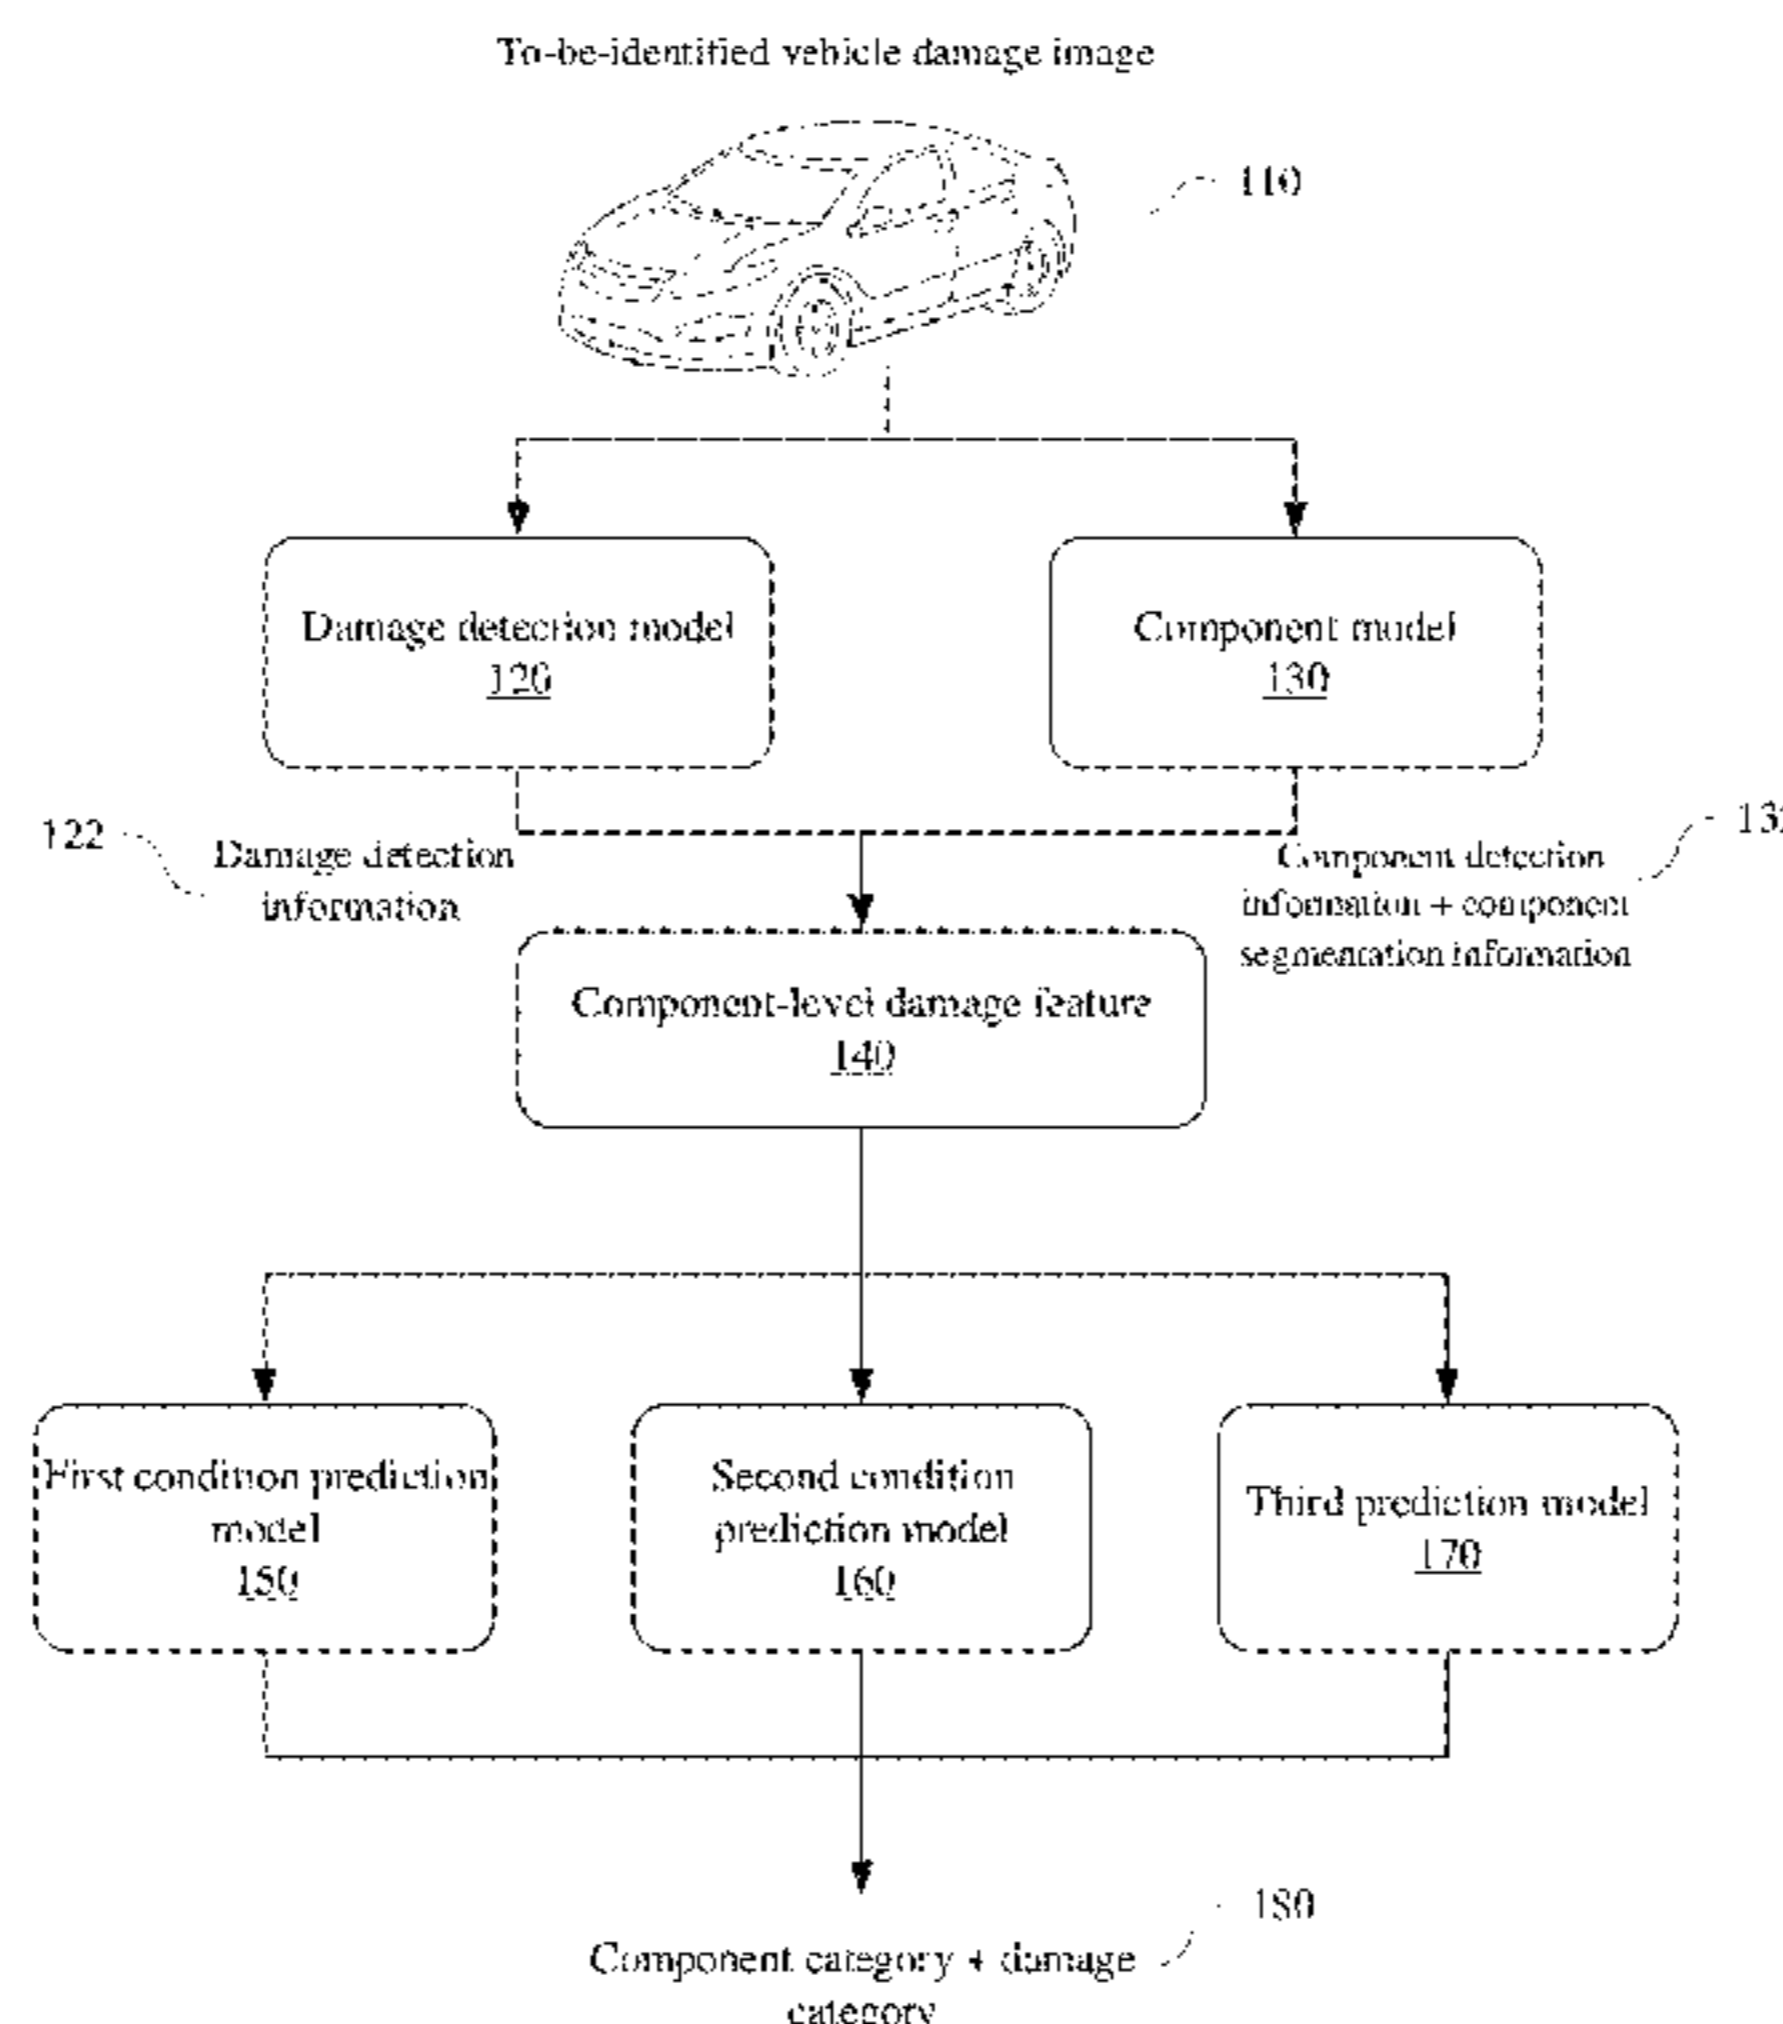 To-be-identified vehicle damage image
110
Damage detection model
120
Component model
130
122
Damage detection
information
Component detection
information + component
segmentation information
Component-level damage feature
140
First condition prediction
model
150
Second condition
prediction model
160
Third prediction model
170
180
Component category + damage
category